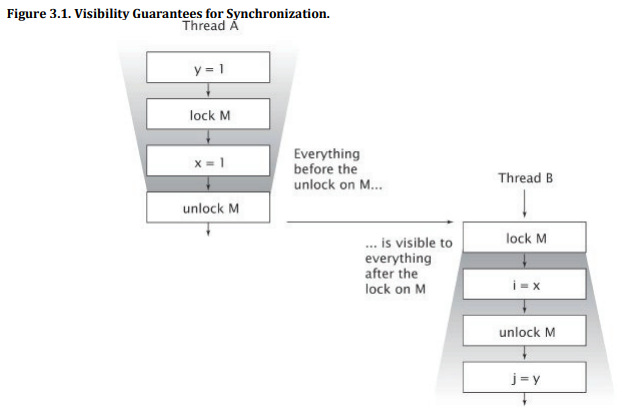 Figure 3.1. Visibility Guarantees for Synchronization.
Thread A
y = 1
lock M
x = 1
unlock M
Everything
before the
unlock on M...
Thread B
... is visible to
everything
after the
lock on M
lock M
i = x
unlock M
j = y